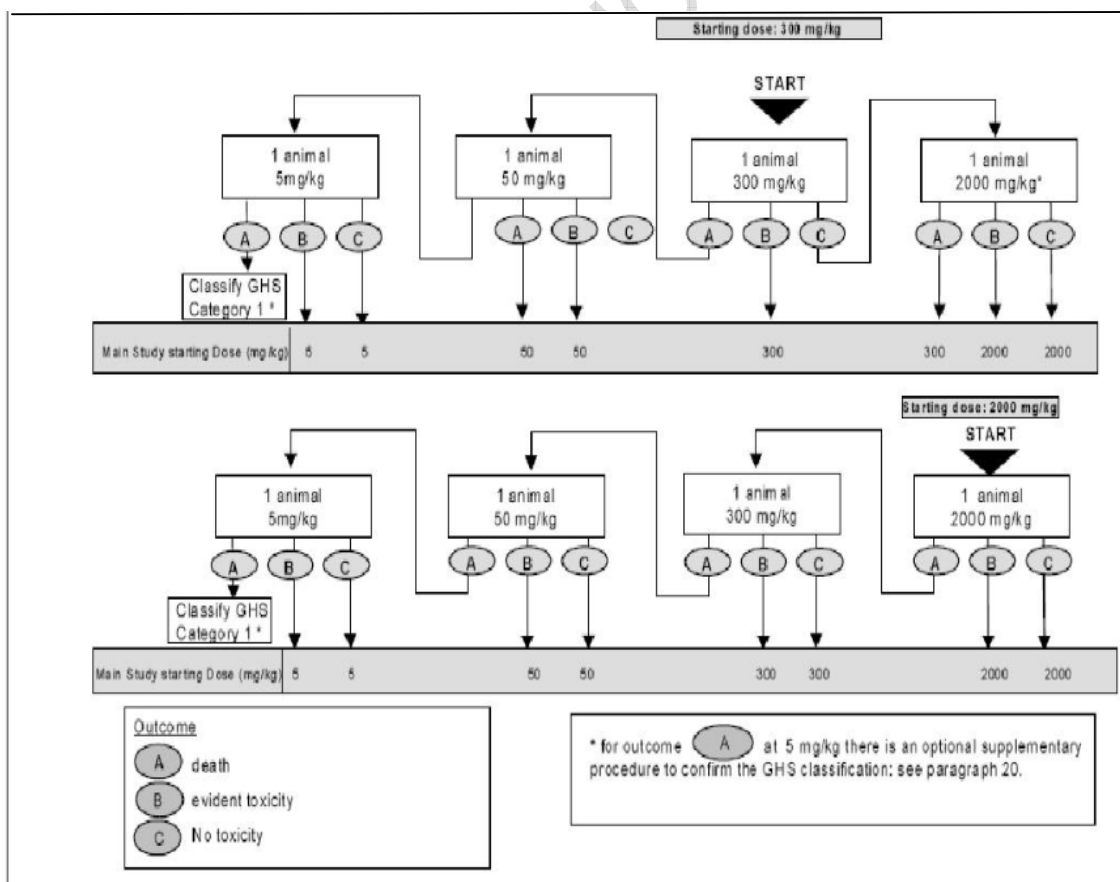 Starting dose: 300 mg/kg
START
1 animal
5mg/kg
1 animal
50 mg/kg
1 animal
300 mg/kg
1 animal
2000 mg/kg*
A B C A B C A B C A B C
Classify GHS
Category 1 *
Main Study starting Dose (mg/kg) 5 5 50 50 300 300 2000 2000
Starting dose: 2000 mg/kg
START
1 animal
5mg/kg
1 animal
50 mg/kg
1 animal
300 mg/kg
1 animal
2000 mg/kg
A B C A B C A B C A B C
Classify GHS
Category 1 *
Main Study starting Dose (mg/kg) 5 5 50 50 300 300 2000 2000
Outcome
A death
B evident toxicity
C No toxicity
* for outcome A at 5 mg/kg there is an optional supplementary
procedure to confirm the GHS classification: see paragraph 20.